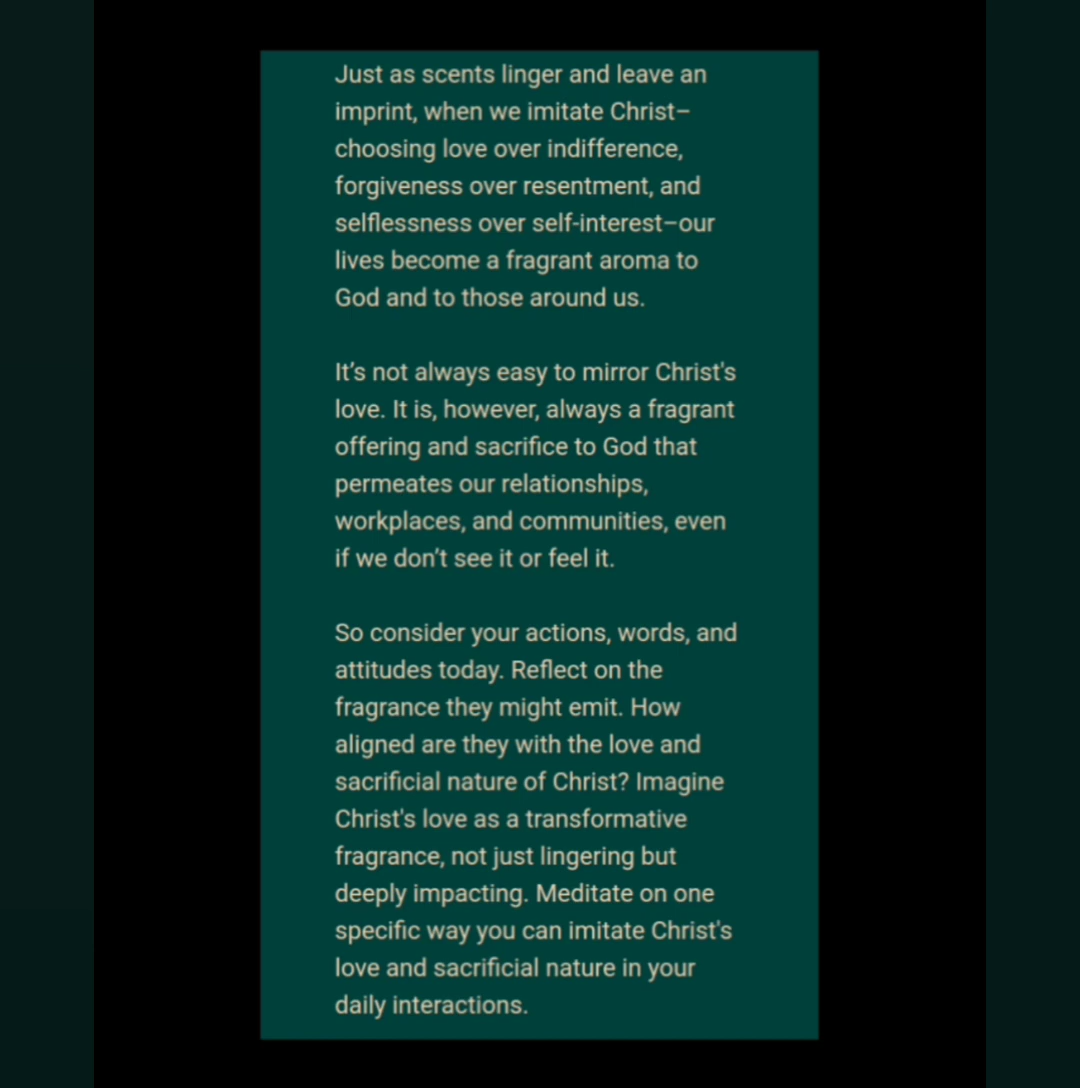 Just as scents linger and leave an
imprint, when we imitate Christ–
choosing love over indifference,
forgiveness over resentment, and
selflessness over self-interest–our
lives become a fragrant aroma to
God and to those around us.
It’s not always easy to mirror Christ's
love. It is, however, always a fragrant
offering and sacrifice to God that
permeates our relationships,
workplaces, and communities, even
if we don’t see it or feel it.
So consider your actions, words, and
attitudes today. Reflect on the
fragrance they might emit. How
aligned are they with the love and
sacrificial nature of Christ? Imagine
Christ's love as a transformative
fragrance, not just lingering but
deeply impacting. Meditate on one
specific way you can imitate Christ's
love and sacrificial nature in your
daily interactions.